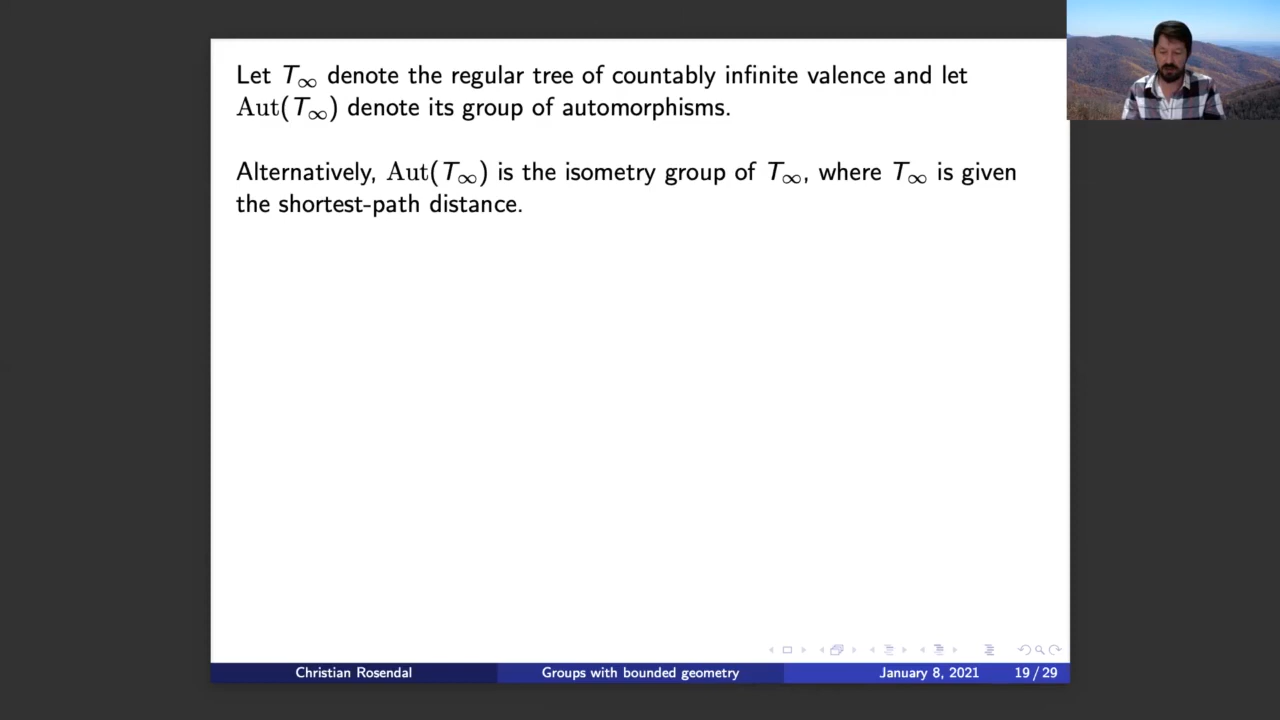 Let T∞ denote the regular tree of countably infinite valence and let
Aut(T∞) denote its group of automorphisms.
Alternatively, Aut(T∞) is the isometry group of T∞, where T∞ is given
the shortest-path distance.
Christian Rosendal Groups with bounded geometry January 8, 2021 19 / 29